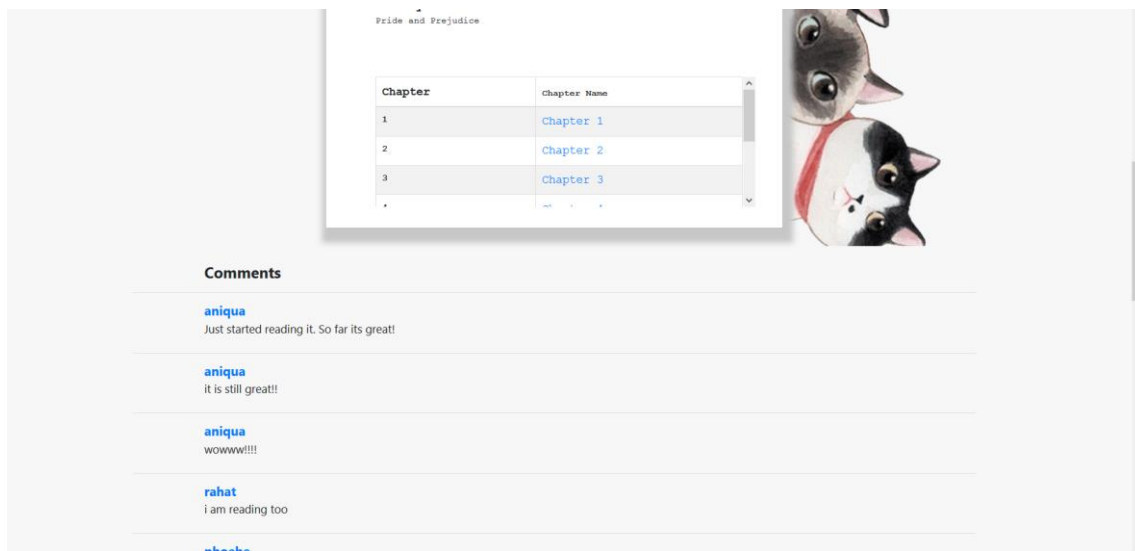 Pride and Prejudice
Chapter Chapter Name
1 Chapter 1
2 Chapter 2
3 Chapter 3
Comments
aniqua
Just started reading it. So far its great!
aniqua
it is still great!!
aniqua
wowww!!!!
rahat
i am reading too